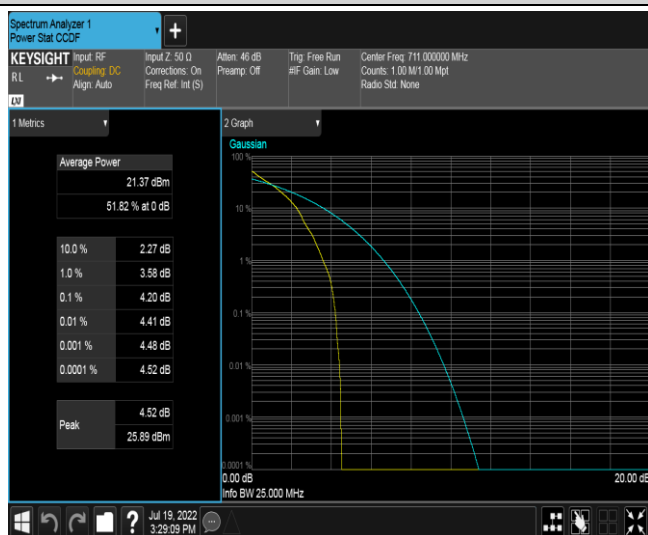 Spectrum Analyzer 1
Power Stat CCDF
KEYSIGHT
RL
LXI
Input: RF
Coupling: DC
Align: Auto
Input Z: 50 Ω
Corrections: On
Freq Ref: Int (S)
Atten: 46 dB
Preamp: Off
Trig: Free Run
#IF Gain: Low
Center Freq: 711.000000 MHz
Counts: 1.00 M/1.00 Mpt
Radio Std: None
1 Metrics
Average Power
21.37 dBm
51.82 % at 0 dB
10.0 % 2.27 dB
1.0 % 3.58 dB
0.1 % 4.20 dB
0.01 % 4.41 dB
0.001 % 4.48 dB
0.0001 % 4.52 dB
Peak
4.52 dB
25.89 dBm
2 Graph
Gaussian
100 %
10 %
1 %
0.1 %
0.01 %
0.001 %
0.0001 %
0.00 dB
20.00 dB
Info BW 25.000 MHz
Jul 19, 2022
3:29:09 PM